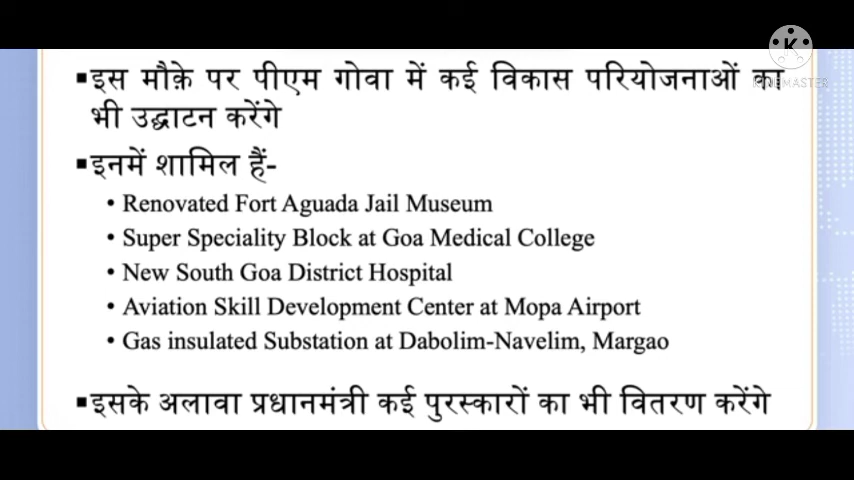 ▪इस मौक़े पर पीएम गोवा में कई विकास परियोजनाओं का
भी उद्घाटन करेंगे
▪इनमें शामिल हैं-
• Renovated Fort Aguada Jail Museum
• Super Speciality Block at Goa Medical College
• New South Goa District Hospital
• Aviation Skill Development Center at Mopa Airport
• Gas insulated Substation at Dabolim-Navelim, Margao
▪इसके अलावा प्रधानमंत्री कई पुरस्कारों का भी वितरण करेंगे
K
KINEMASTER